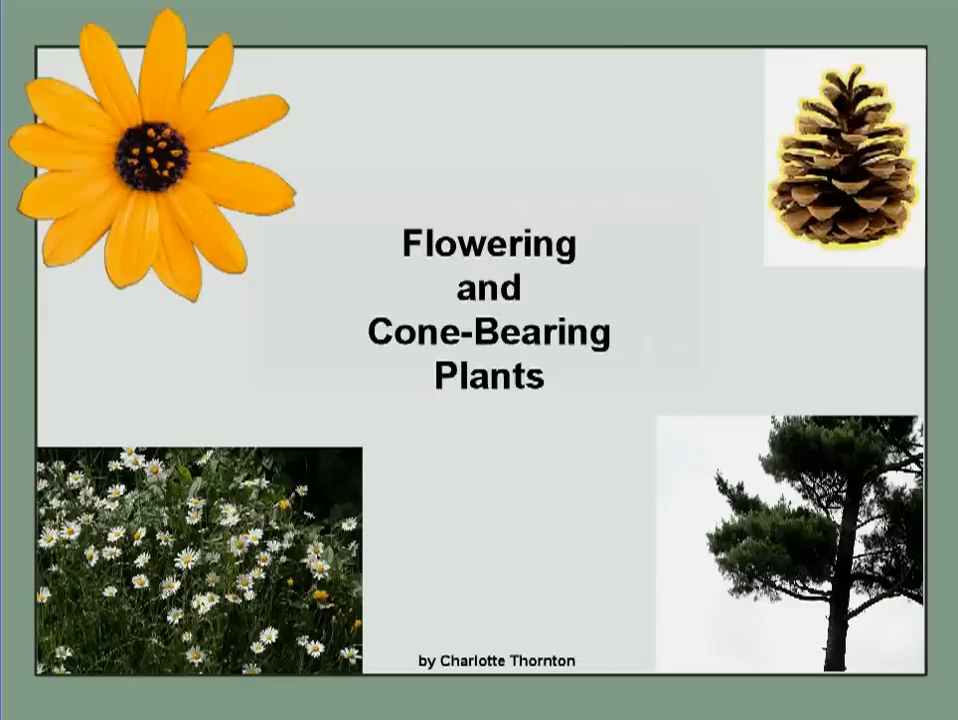 Flowering
and
Cone-Bearing
Plants
by Charlotte Thornton